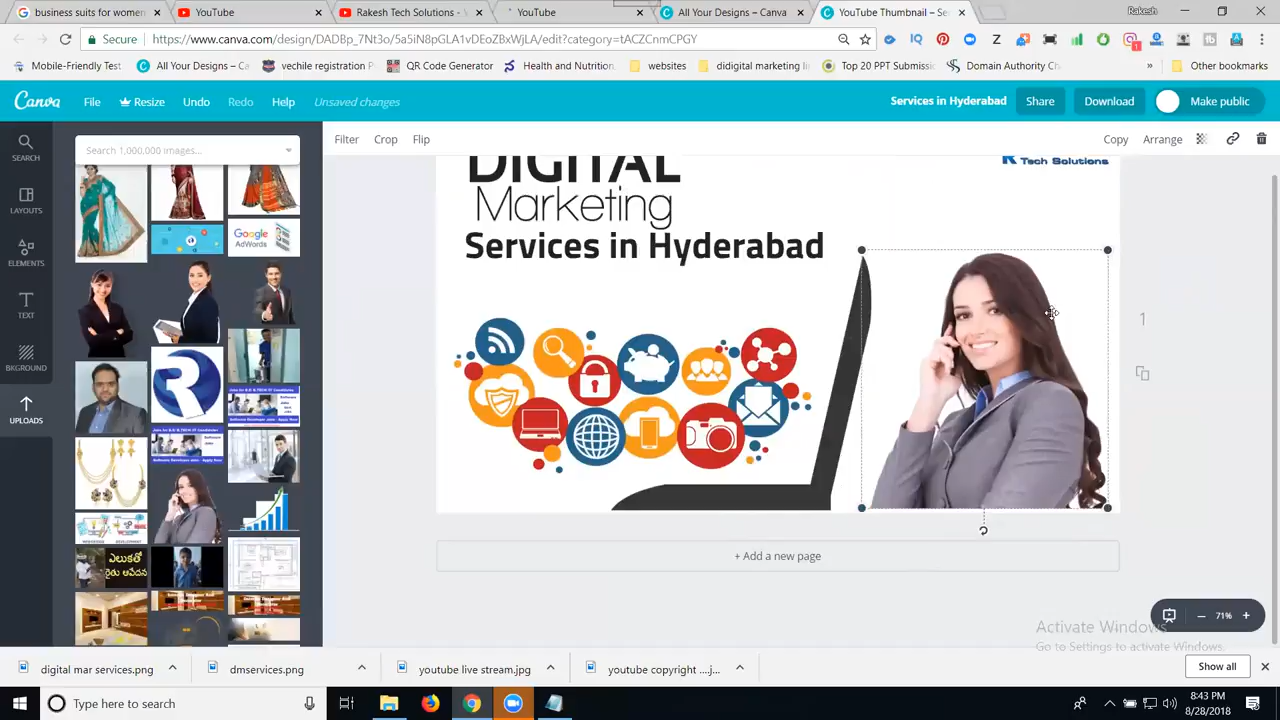 business suits for women
YouTube
Rakesh Tech Solutions -
YouTube
All Your Designs – Canva
YouTube Thumbnail – Se
Rakesh
Secure
https://www.canva.com/design/DADBp_7Nt3o/5a5iN8pGLA1vDEoZBxWjLA/edit?category=tACZCnmCPGY
Mobile-Friendly Test
All Your Designs – Ca
vechile registration P
QR Code Generator
Health and Nutrition
websites
didigital marketing li
Top 20 PPT Submissio
Domain Authority Ch
Other bookmarks
Canva
File
Resize
Undo
Redo
Help
Unsaved changes
Services in Hyderabad
Share
Download
Make public
Filter
Crop
Flip
Copy
Arrange
Search 1,000,000 images...
SEARCH
LAYOUTS
ELEMENTS
TEXT
BKGROUND
UPLOADS
Google
AdWords
DIGITAL
Marketing
Services in Hyderabad
Tech Solutions
1
+ Add a new page
71%
Activate Windows
Go to Settings to activate Windows.
digital mar services.png
dmservices.png
youtube live stream.jpg
youtube copyright ....j...
Show all
Type here to search
8:43 PM
8/28/2018